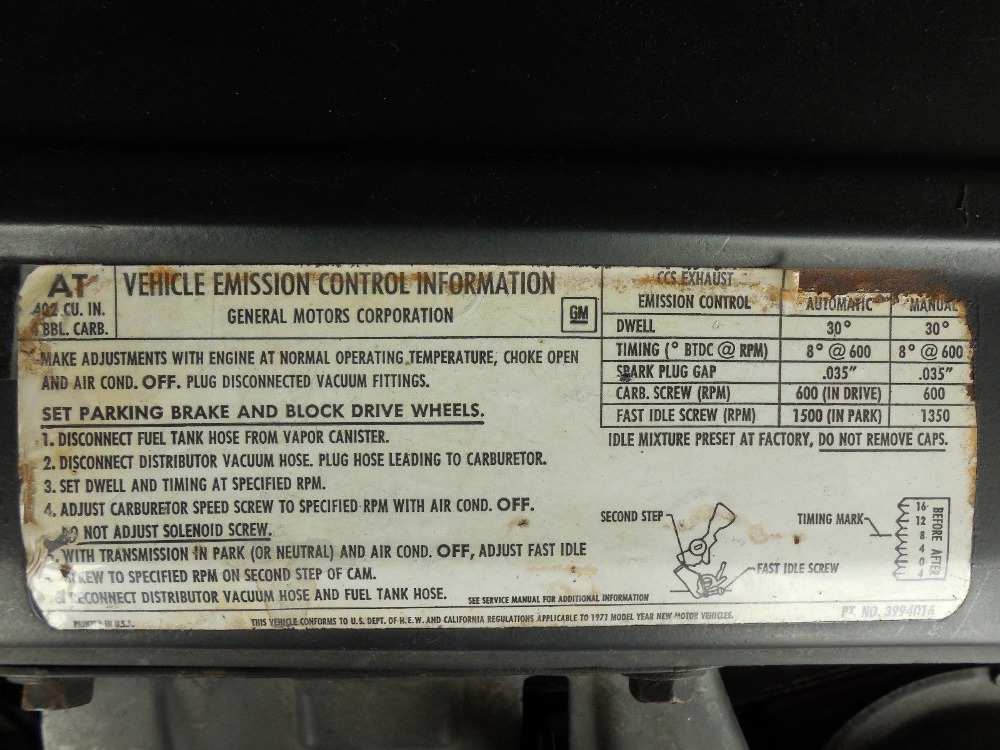 AT
402 CU. IN.
4 BBL. CARB.
VEHICLE EMISSION CONTROL INFORMATION
GENERAL MOTORS CORPORATION
GM
MAKE ADJUSTMENTS WITH ENGINE AT NORMAL OPERATING TEMPERATURE, CHOKE OPEN
AND AIR COND. OFF. PLUG DISCONNECTED VACUUM FITTINGS.
SET PARKING BRAKE AND BLOCK DRIVE WHEELS.
1. DISCONNECT FUEL TANK HOSE FROM VAPOR CANISTER.
2. DISCONNECT DISTRIBUTOR VACUUM HOSE. PLUG HOSE LEADING TO CARBURETOR.
3. SET DWELL AND TIMING AT SPECIFIED RPM.
4. ADJUST CARBURETOR SPEED SCREW TO SPECIFIED RPM WITH AIR COND. OFF.
DO NOT ADJUST SOLENOID SCREW.
5. WITH TRANSMISSION IN PARK (OR NEUTRAL) AND AIR COND. OFF, ADJUST FAST IDLE
SCREW TO SPECIFIED RPM ON SECOND STEP OF CAM.
6. RECONNECT DISTRIBUTOR VACUUM HOSE AND FUEL TANK HOSE.
SEE SERVICE MANUAL FOR ADDITIONAL INFORMATION
CCS EXHAUST
EMISSION CONTROL AUTOMATIC MANUAL
DWELL 30° 30°
TIMING (° BTDC @ RPM) 8° @ 600 8° @ 600
SPARK PLUG GAP .035" .035"
CARB. SCREW (RPM) 600 (IN DRIVE) 600
FAST IDLE SCREW (RPM) 1500 (IN PARK) 1350
IDLE MIXTURE PRESET AT FACTORY, DO NOT REMOVE CAPS.
SECOND STEP
FAST IDLE SCREW
TIMING MARK
16
12
8
4
0
4
BEFORE AFTER
PRINTED IN U.S.A.
THIS VEHICLE CONFORMS TO U.S. DEPT. OF H.E.W. AND CALIFORNIA REGULATIONS APPLICABLE TO 1971 MODEL YEAR NEW MOTOR VEHICLES.
PT. NO. 3994016